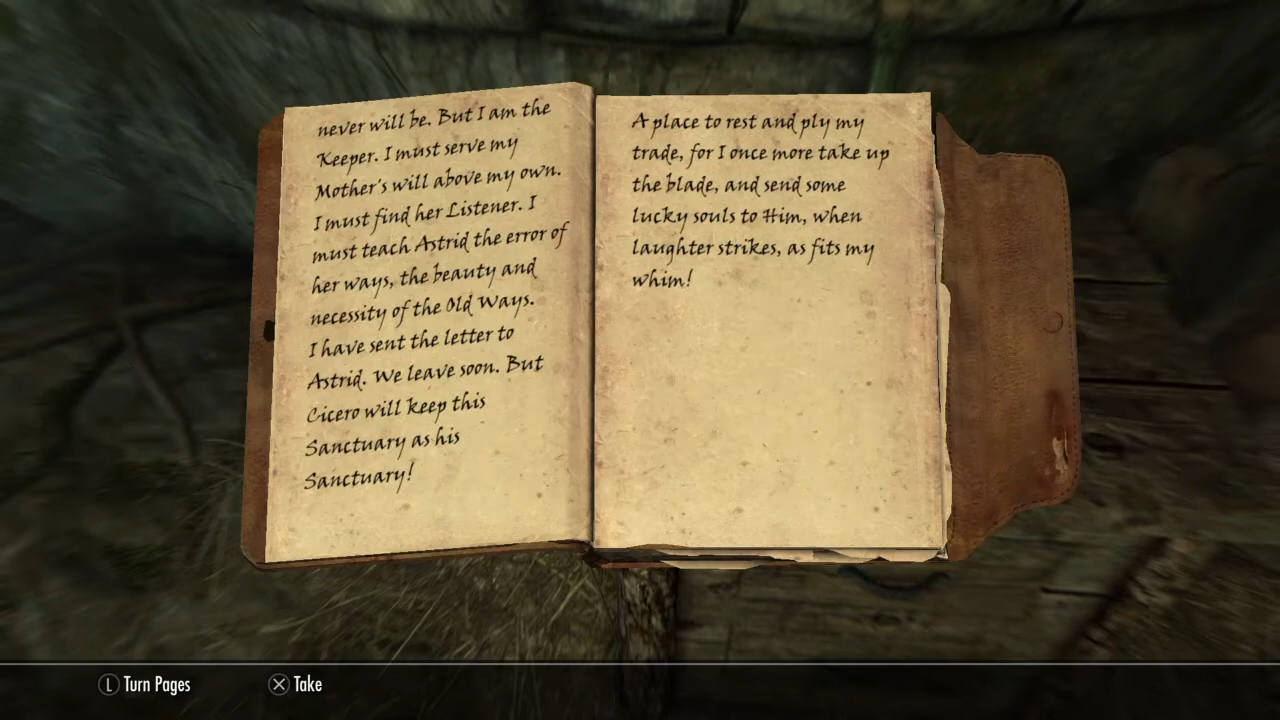 never will be. But I am the
Keeper. I must serve my
Mother's will above my own.
I must find her Listener. I
must teach Astrid the error of
her ways, the beauty and
necessity of the Old Ways.
I have sent the letter to
Astrid. We leave soon. But
Cicero will keep this
Sanctuary as his
Sanctuary!
A place to rest and ply my
trade, for I once more take up
the blade, and send some
lucky souls to Him, when
laughter strikes, as fits my
whim!
L Turn Pages
X Take